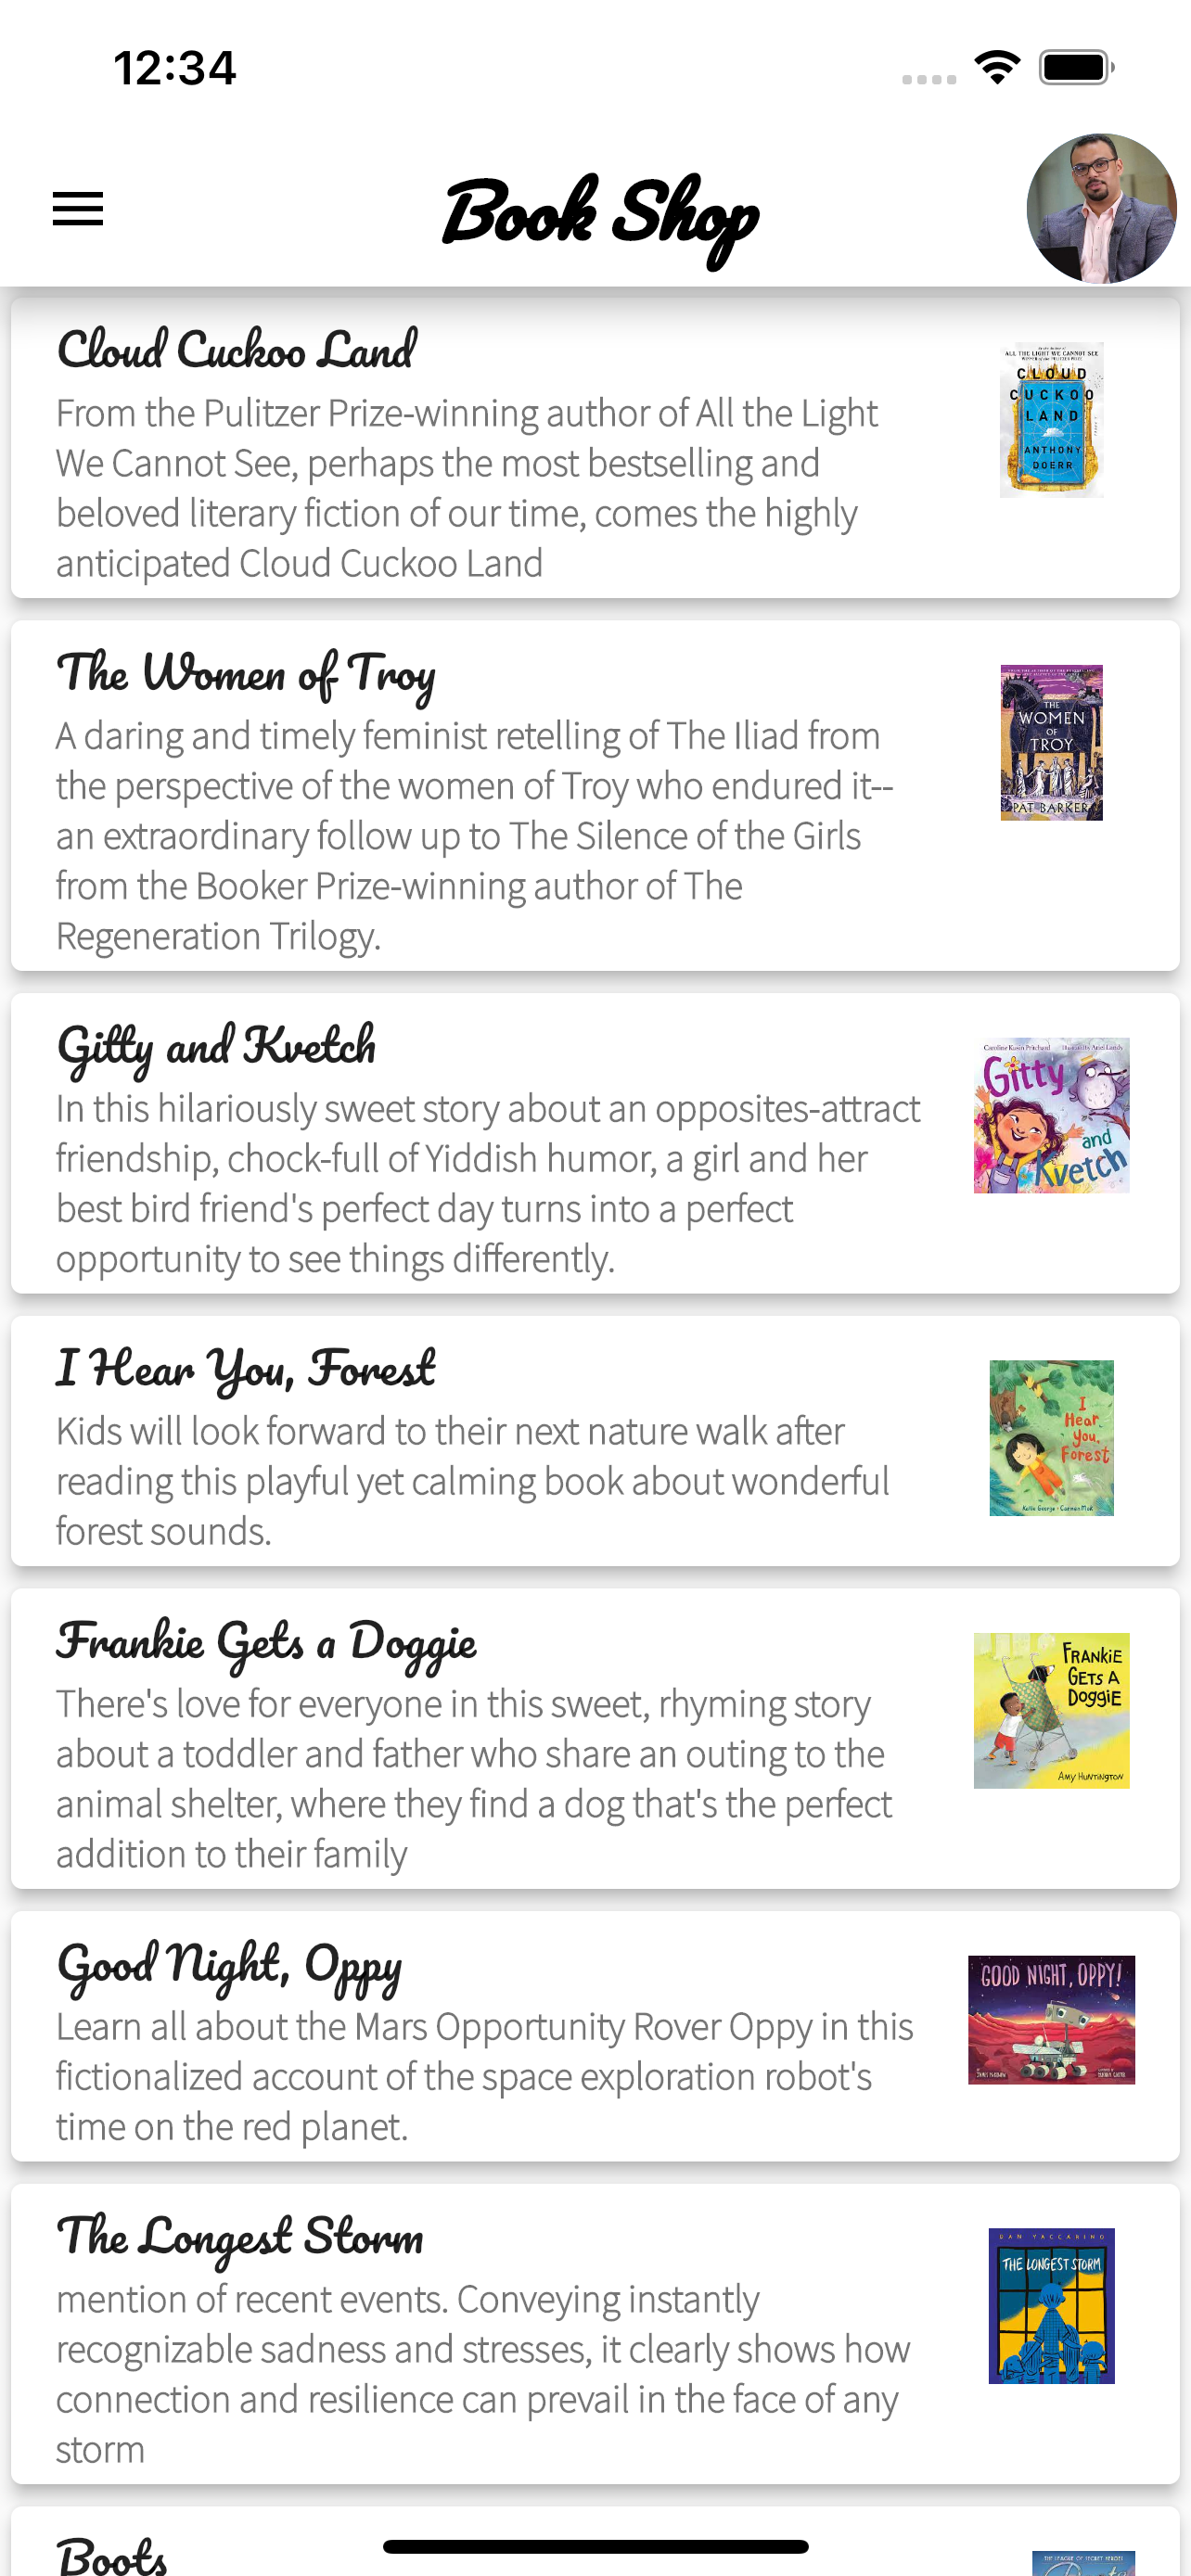 12:34
Book Shop
Cloud Cuckoo Land
From the Pulitzer Prize-winning author of All the Light
We Cannot See, perhaps the most bestselling and
beloved literary fiction of our time, comes the highly
anticipated Cloud Cuckoo Land
ALL THE LIGHT WE CANNOT SEE
CLOUD
CUCKOO
LAND
ANTHONY
DOERR
The Women of Troy
A daring and timely feminist retelling of The Iliad from
the perspective of the women of Troy who endured it--
an extraordinary follow up to The Silence of the Girls
from the Booker Prize-winning author of The
Regeneration Trilogy.
THE
WOMEN
OF
TROY
PAT BARKER
Gitty and Kvetch
In this hilariously sweet story about an opposites-attract
friendship, chock-full of Yiddish humor, a girl and her
best bird friend's perfect day turns into a perfect
opportunity to see things differently.
Caroline Kusin Pritchard
Gitty
and
Kvetch
I Hear You, Forest
Kids will look forward to their next nature walk after
reading this playful yet calming book about wonderful
forest sounds.
I
Hear
You,
Forest
Kallie George · Carmen Mok
Frankie Gets a Doggie
There's love for everyone in this sweet, rhyming story
about a toddler and father who share an outing to the
animal shelter, where they find a dog that's the perfect
addition to their family
FRANKIE
GETS A
DOGGIE
AMY HUNTINGTON
Good Night, Oppy
Learn all about the Mars Opportunity Rover Oppy in this
fictionalized account of the space exploration robot's
time on the red planet.
GOOD NIGHT, OPPY!
The Longest Storm
mention of recent events. Conveying instantly
recognizable sadness and stresses, it clearly shows how
connection and resilience can prevail in the face of any
storm
DAN YACCARINO
THE LONGEST STORM
Boots
THE LEAGUE OF SECRET HEROES